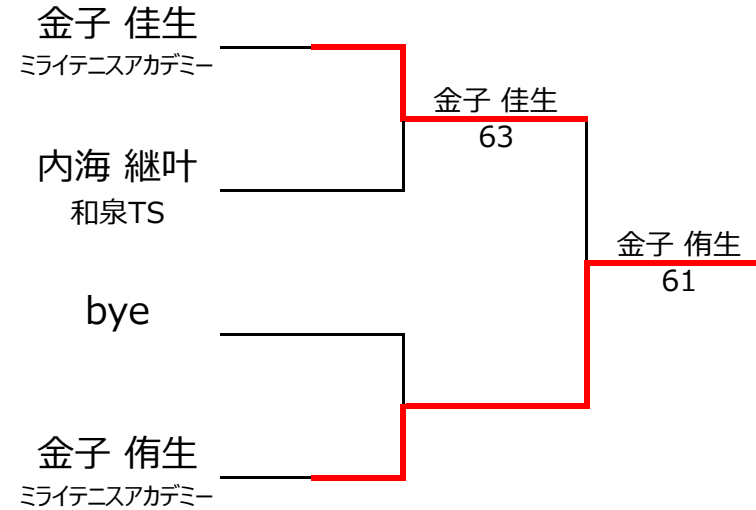 金子 佳生
ミライテニスアカデミー
内海 継叶
和泉TS
bye
金子 侑生
ミライテニスアカデミー
金子 佳生
63
金子 侑生
61